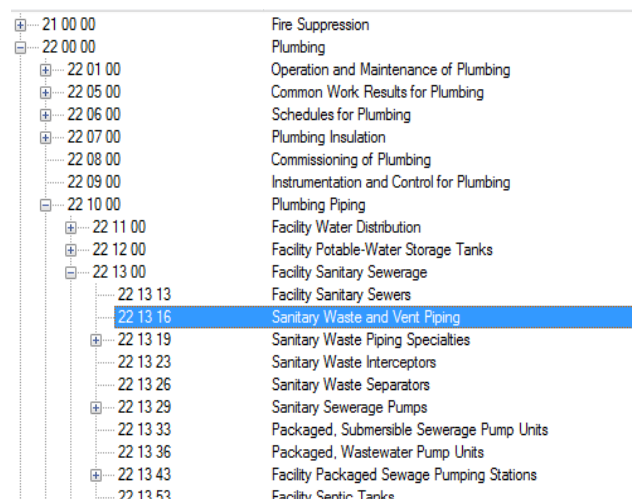 21 00 00 Fire Suppression
22 00 00 Plumbing
22 01 00 Operation and Maintenance of Plumbing
22 05 00 Common Work Results for Plumbing
22 06 00 Schedules for Plumbing
22 07 00 Plumbing Insulation
22 08 00 Commissioning of Plumbing
22 09 00 Instrumentation and Control for Plumbing
22 10 00 Plumbing Piping
22 11 00 Facility Water Distribution
22 12 00 Facility Potable-Water Storage Tanks
22 13 00 Facility Sanitary Sewerage
22 13 13 Facility Sanitary Sewers
22 13 16 Sanitary Waste and Vent Piping
22 13 19 Sanitary Waste Piping Specialties
22 13 23 Sanitary Waste Interceptors
22 13 26 Sanitary Waste Separators
22 13 29 Sanitary Sewerage Pumps
22 13 33 Packaged, Submersible Sewerage Pump Units
22 13 36 Packaged, Wastewater Pump Units
22 13 43 Facility Packaged Sewage Pumping Stations
22 13 53 Facility Septic Tanks